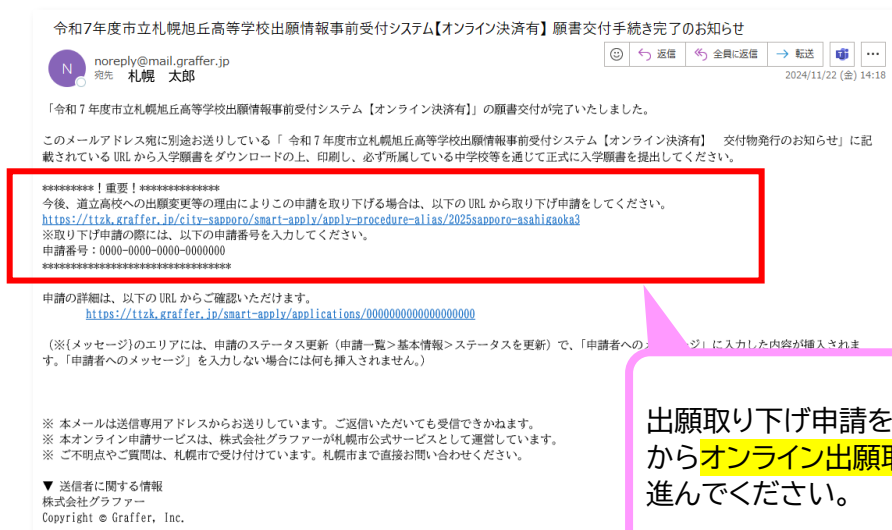 令和7年度市立札幌旭丘高等学校出願情報事前受付システム【オンライン決済有】 願書交付手続き完了のお知らせ
N
noreply@mail.graffer.jp
宛先 札幌 太郎
返信 全員に返信 転送 ...
2024/11/22 (金) 14:18
「令和７年度市立札幌旭丘高等学校出願情報事前受付システム【オンライン決済有】」の願書交付が完了いたしました。
このメールアドレス宛に別途お送りしている「 令和７年度市立札幌旭丘高等学校出願情報事前受付システム【オンライン決済有】　交付物発行のお知らせ」に記
載されている URL から入学願書をダウンロードの上、印刷し、必ず所属している中学校等を通じて正式に入学願書を提出してください。
*********！重要！**************
今後、道立高校への出願変更等の理由によりこの申請を取り下げる場合は、以下の URL から取り下げ申請をしてください。
https://ttzk.graffer.jp/city-sapporo/smart-apply/apply-procedure-alias/2025sapporo-asahigaoka3
※取り下げ申請の際には、以下の申請番号を入力してください。
申請番号：0000-0000-0000-0000000
*********************************
申請の詳細は、以下の URL からご確認いただけます。
https://ttzk.graffer.jp/smart-apply/applications/0000000000000000000
（※{メッセージ}のエリアには、申請のステータス更新（申請一覧＞基本情報＞ステータスを更新）で、「申請者への ジ」に入力した内容が挿入されま
す。「申請者へのメッセージ」を入力しない場合には何も挿入されません。）
※ 本メールは送信専用アドレスからお送りしています。ご返信いただいても受信できかねます。
※ 本オンライン申請サービスは、株式会社グラファーが札幌市公式サービスとして運営しています。
※ ご不明点やご質問は、札幌市で受け付けています。札幌市まで直接お問い合わせください。
▼ 送信者に関する情報
株式会社グラファー
Copyright © Graffer, Inc.
出願取り下げ申請を
からオンライン出願取
進んでください。